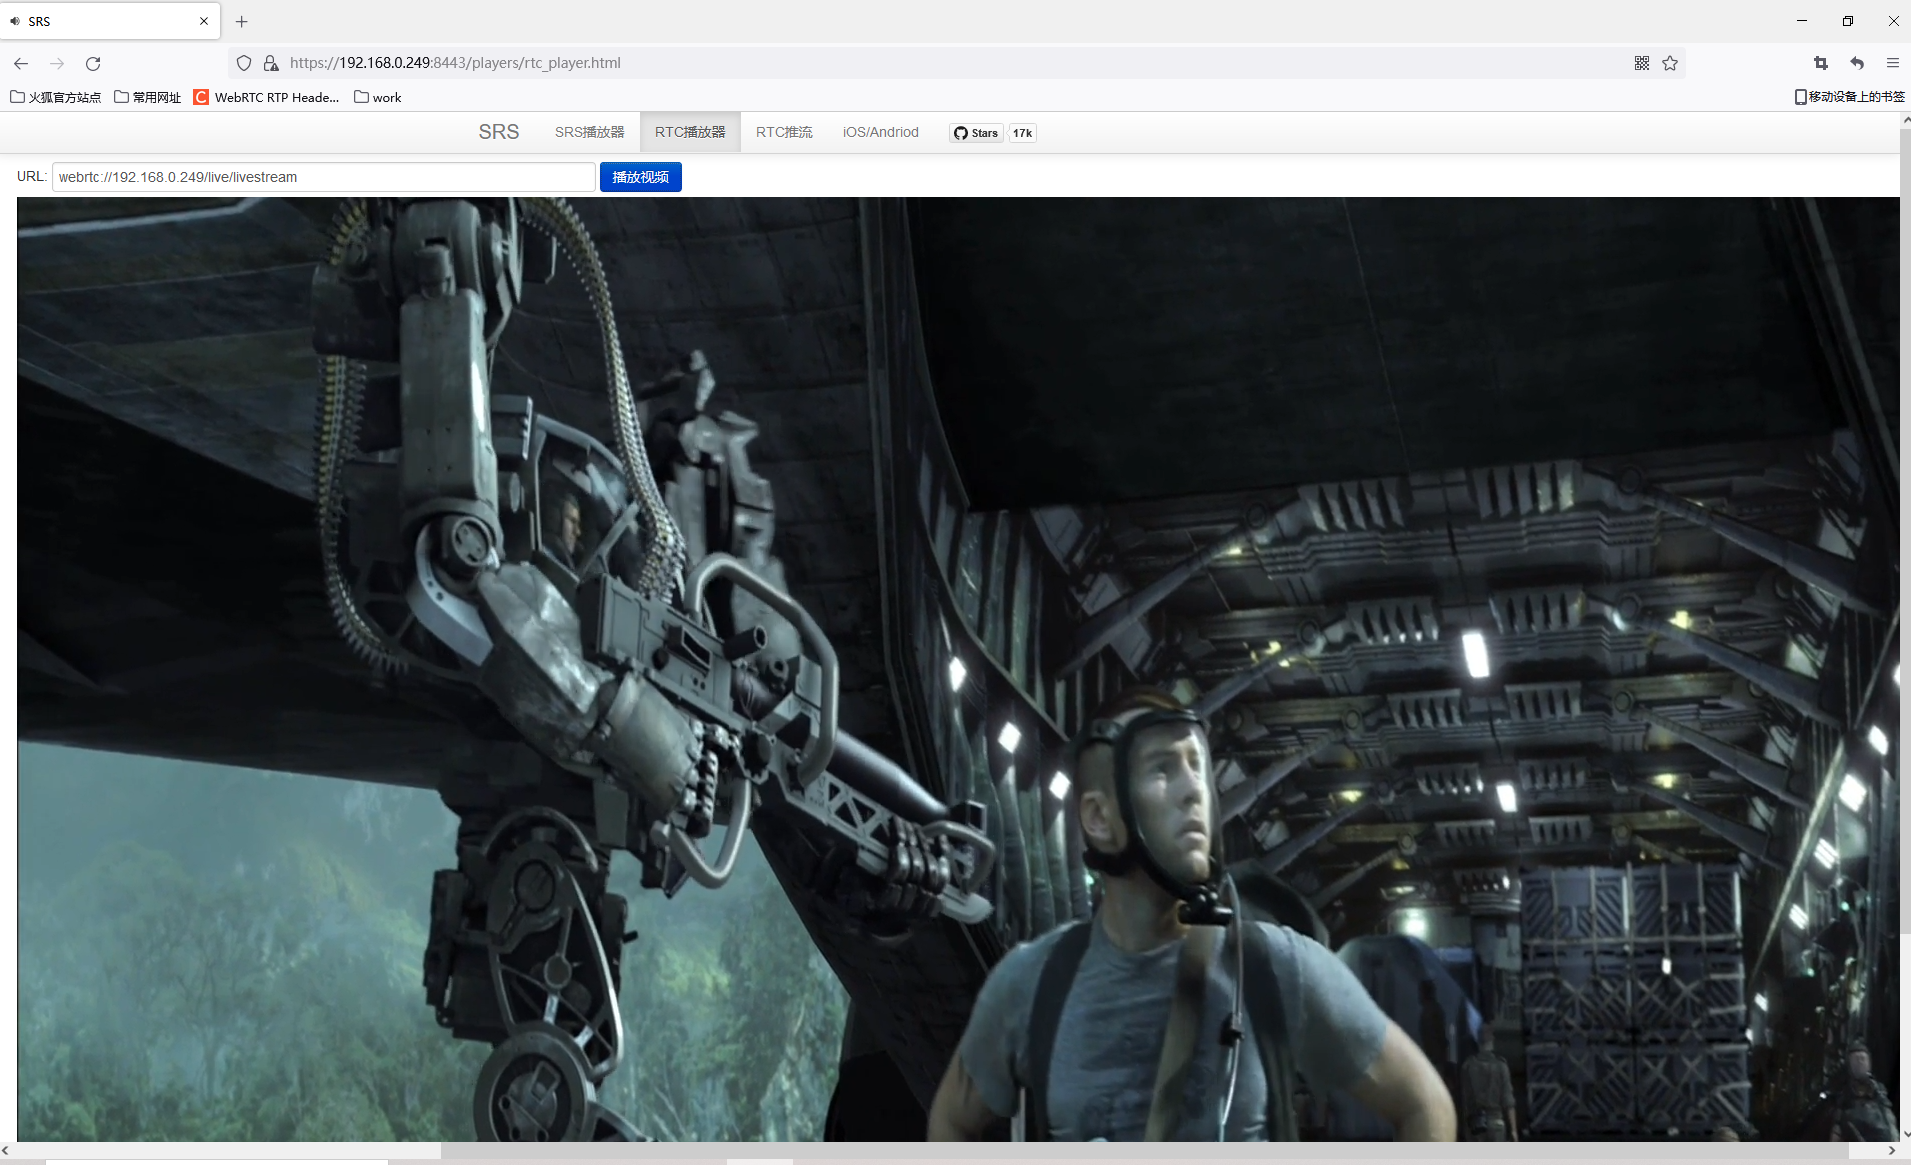 SRS
https://192.168.0.249:8443/players/rtc_player.html
火狐官方站点 常用网址 C WebRTC RTP Heade... work 移动设备上的书签
SRS SRS播放器 RTC播放器 RTC推流 iOS/Andriod Stars 17k
URL: webrtc://192.168.0.249/live/livestream 播放视频